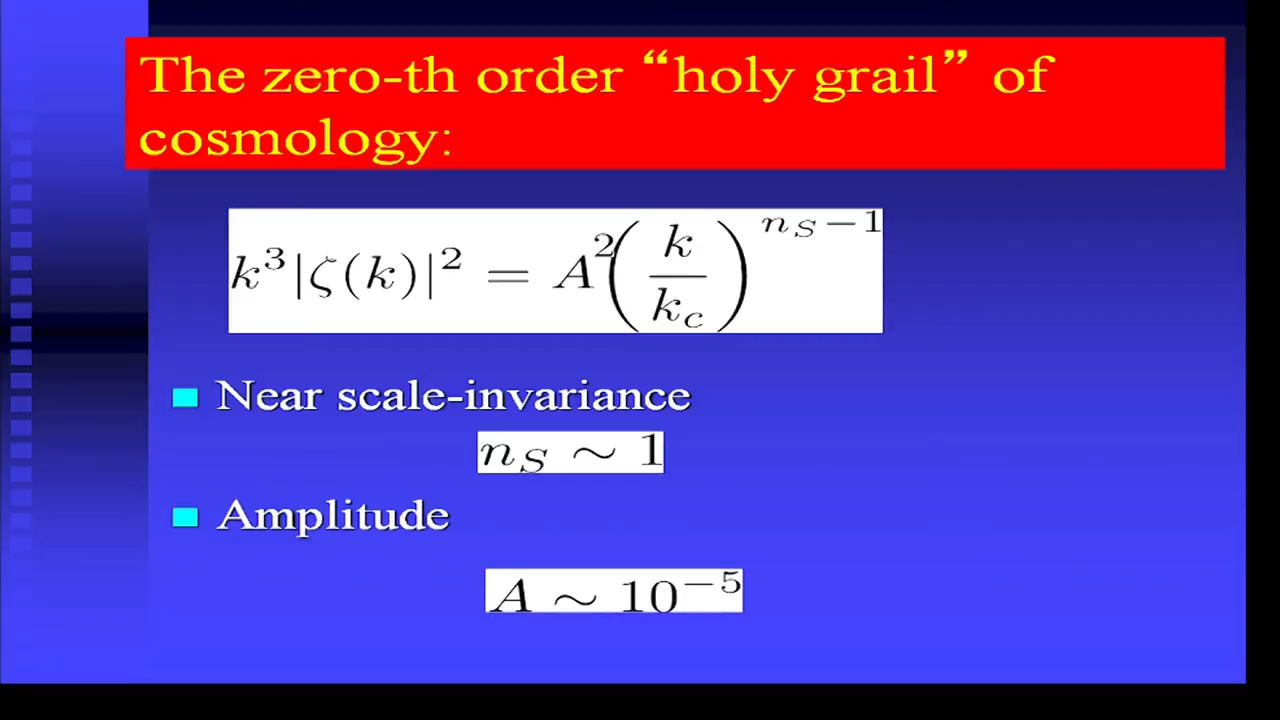 The zero-th order “holy grail” of
cosmology:
k³|ζ(k)|² = A²(k/k_c)^{n_S−1}
Near scale-invariance
n_S ∼ 1
Amplitude
A ∼ 10⁻⁵